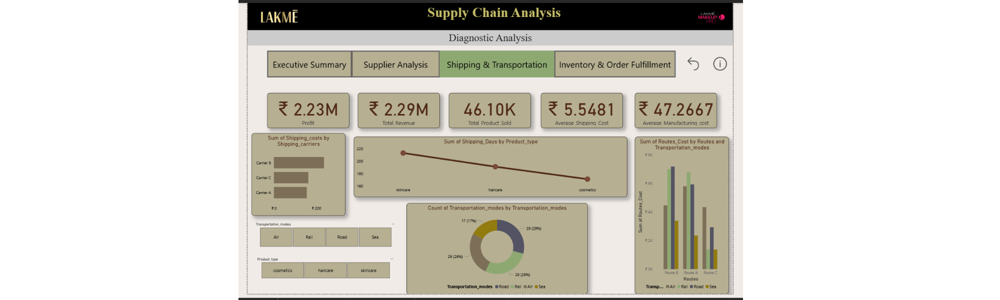 LAKMĒ
Supply Chain Analysis
LAKMĒ
MAKEUP
PRO
Diagnostic Analysis
Executive Summary
Supplier Analysis
Shipping & Transportation
Inventory & Order Fulfillment
₹ 2.23M
Profit
₹ 2.29M
Total Revenue
46.10K
Total Product Sold
₹ 5.5481
Average Shipping Cost
₹ 47.2667
Average Manufacturing cost
Sum of Shipping_costs by
Shipping_carriers
Carrier B
Carrier C
Carrier A
₹ 0
₹ 200
Sum of Shipping_Days by Product_type
220
200
180
160
skincare
haircare
cosmetics
Sum of Routes_Cost by Routes and
Transportation_modes
Sum of Routes_Cost
₹ 8K
₹ 6K
₹ 4K
₹ 2K
₹ 0K
Route B
Route A
Route C
Routes
Transp... Air Rail Road Sea
Count of Transportation_modes by Transportation_modes
17 (17%)
29 (29%)
26 (26%)
28 (28%)
Transportation_modes Road Rail Air Sea
Transportation_modes
Air
Rail
Road
Sea
Product_type
cosmetics
haircare
skincare